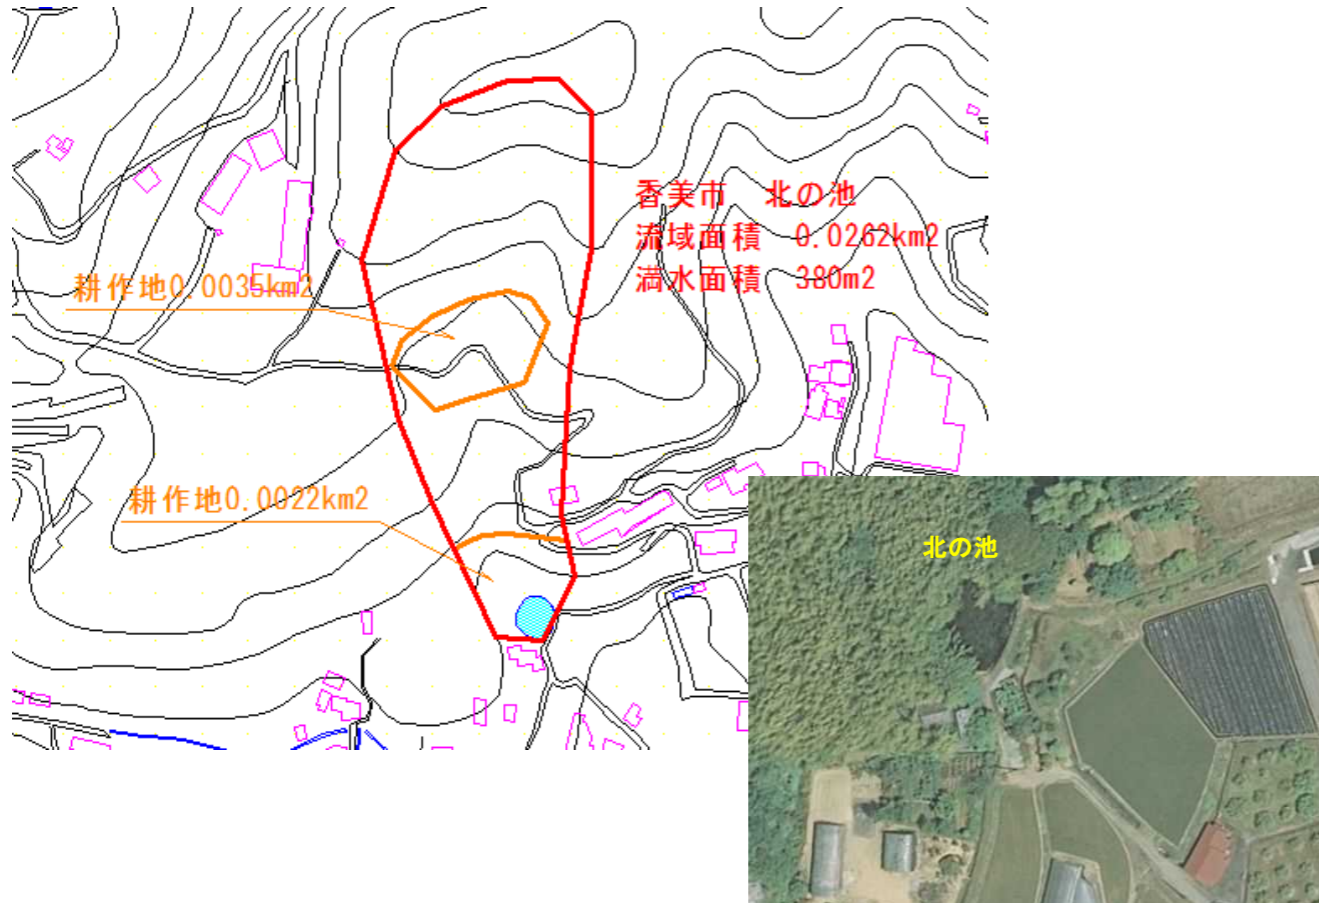 香美市　北の池
流域面積　0.0262km2
満水面積　380m2
耕作地0.0035km2
耕作地0.0022km2
北の池